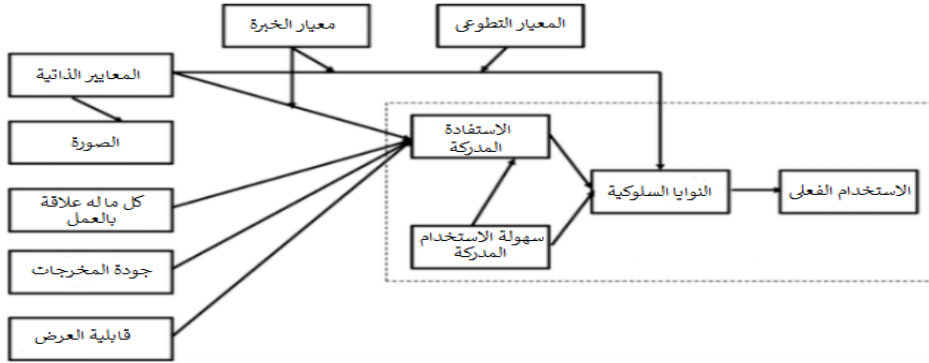 معيار الخبرة
المعيار التطوعى
المعايير الذاتية
الصورة
الاستفادة
المدركة
كل ما له علاقة
بالعمل
النوايا السلوكية
الاستخدام الفعلى
سهولة الاستخدام
المدركة
جودة المخرجات
قابلية العرض